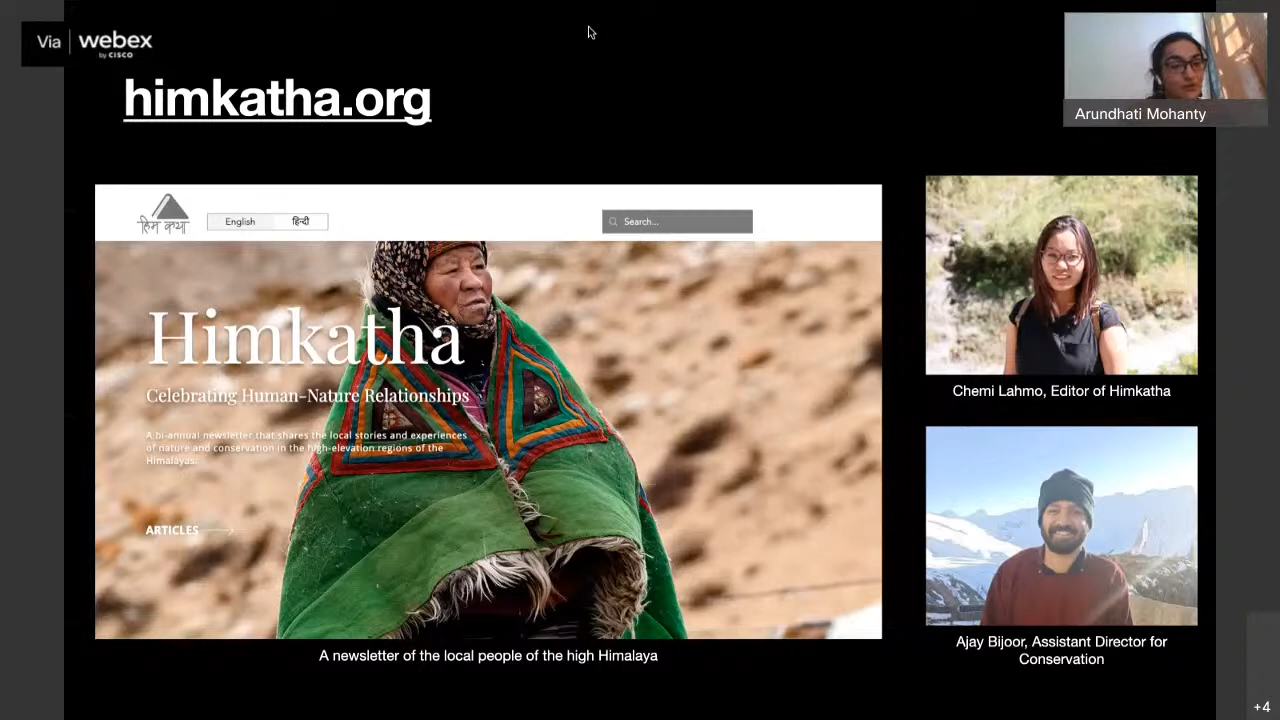 Via | webex
by CISCO
himkatha.org
Arundhati Mohanty
हिम कथा
English
हिन्दी
Search...
Himkatha
Celebrating Human-Nature Relationships
A bi-annual newsletter that shares the local stories and experiences
of nature and conservation in the high-elevation regions of the
Himalayas.
ARTICLES
A newsletter of the local people of the high Himalaya
Chemi Lahmo, Editor of Himkatha
Ajay Bijoor, Assistant Director for
Conservation
+4